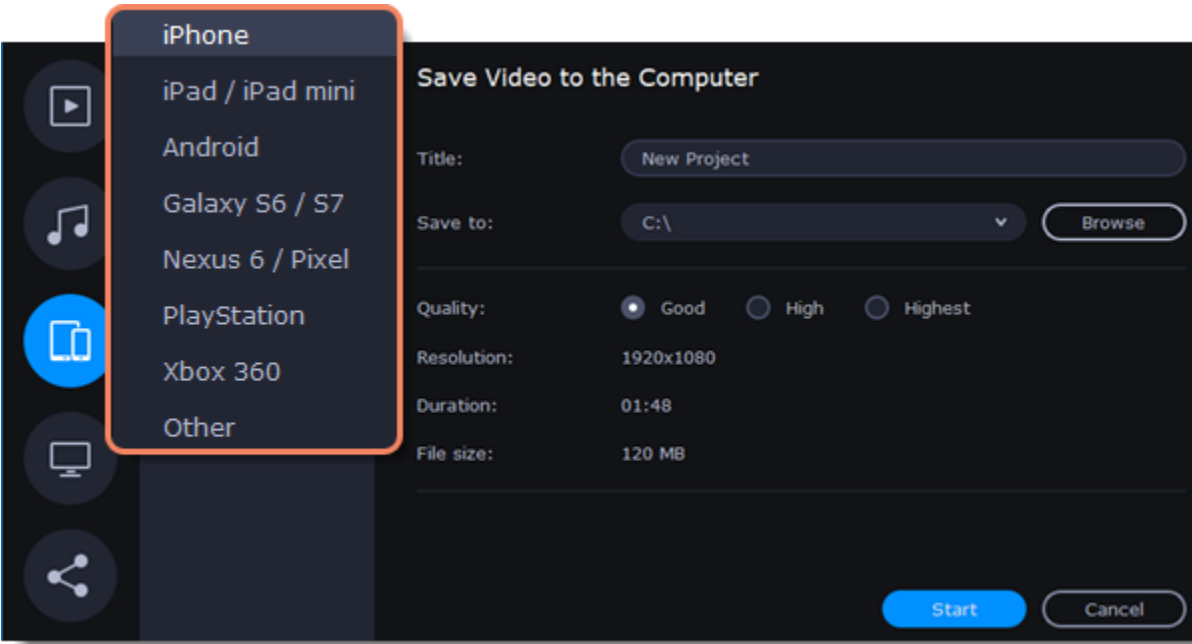 iPhone
iPad / iPad mini
Android
Galaxy S6 / S7
Nexus 6 / Pixel
PlayStation
Xbox 360
Other
Save Video to the Computer
Title: New Project
Save to: C:\ Browse
Quality: Good High Highest
Resolution: 1920x1080
Duration: 01:48
File size: 120 MB
Start Cancel